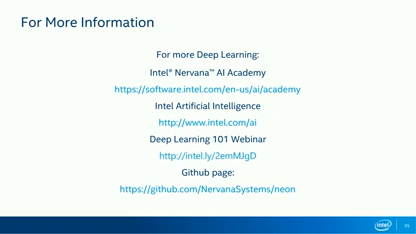 For More Information
For more Deep Learning:
Intel® Nervana™ AI Academy
https://software.intel.com/en-us/ai/academy
Intel Artificial Intelligence
http://www.intel.com/ai
Deep Learning 101 Webinar
http://intel.ly/2emMJgD
Github page:
https://github.com/NervanaSystems/neon
intel